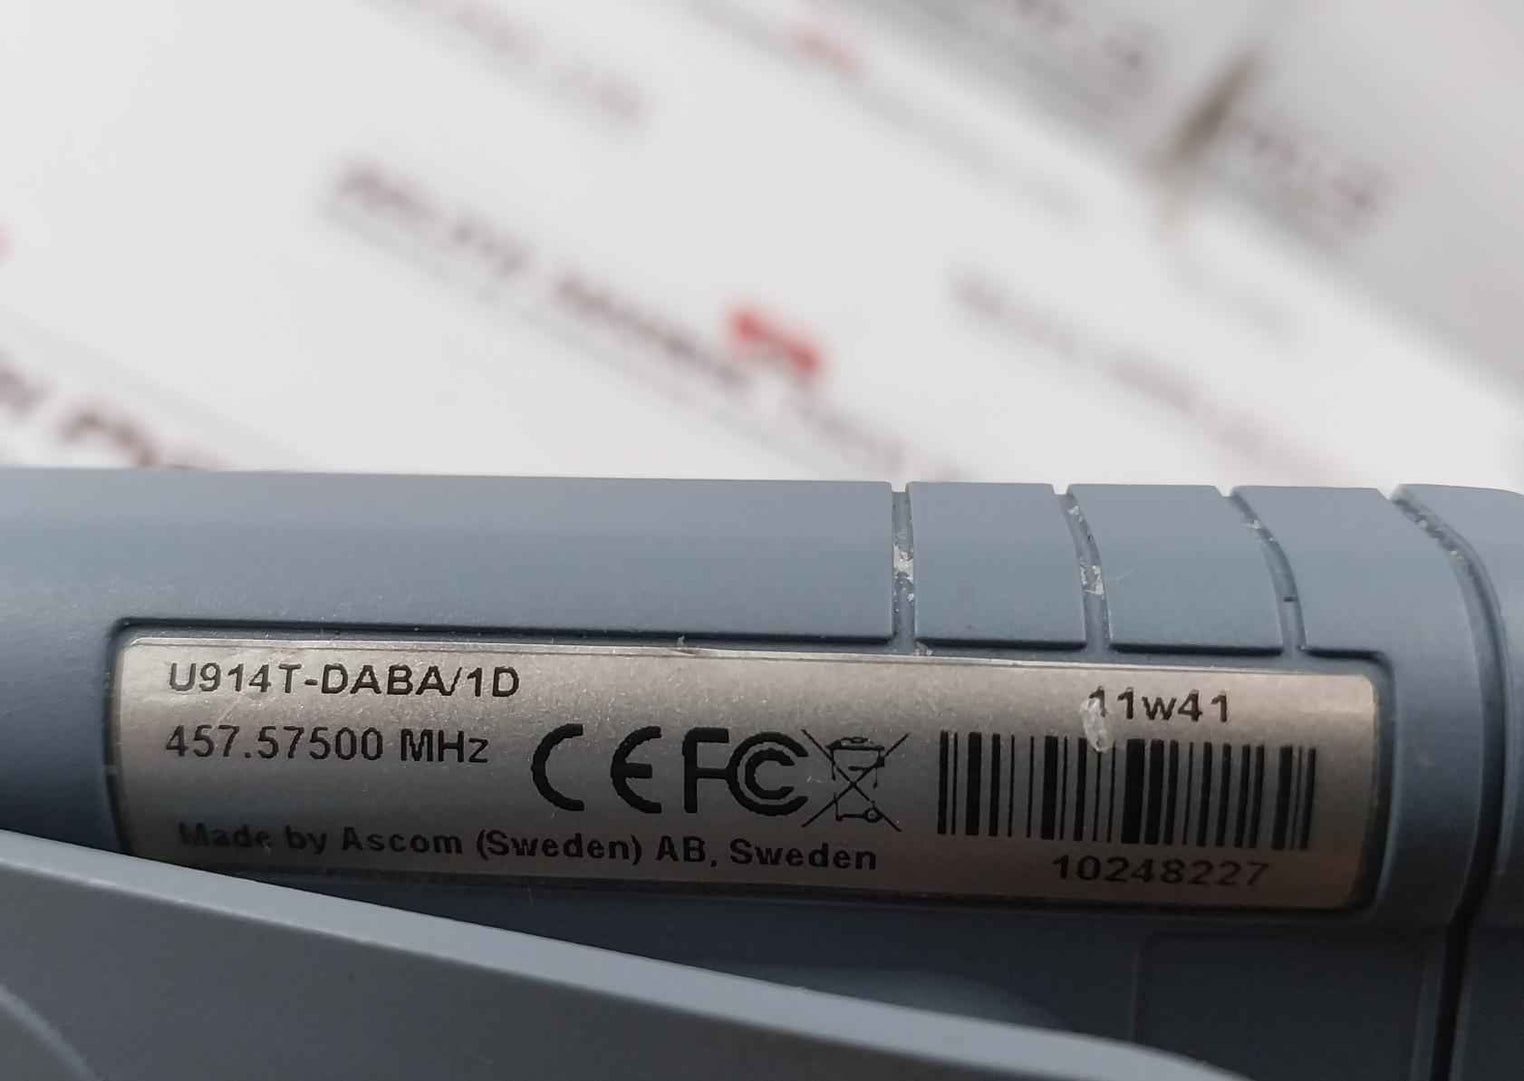 U914T-DABA/1D
457.57500 MHz
CE FC
Made by Ascom (Sweden) AB, Sweden
11w41
10248227